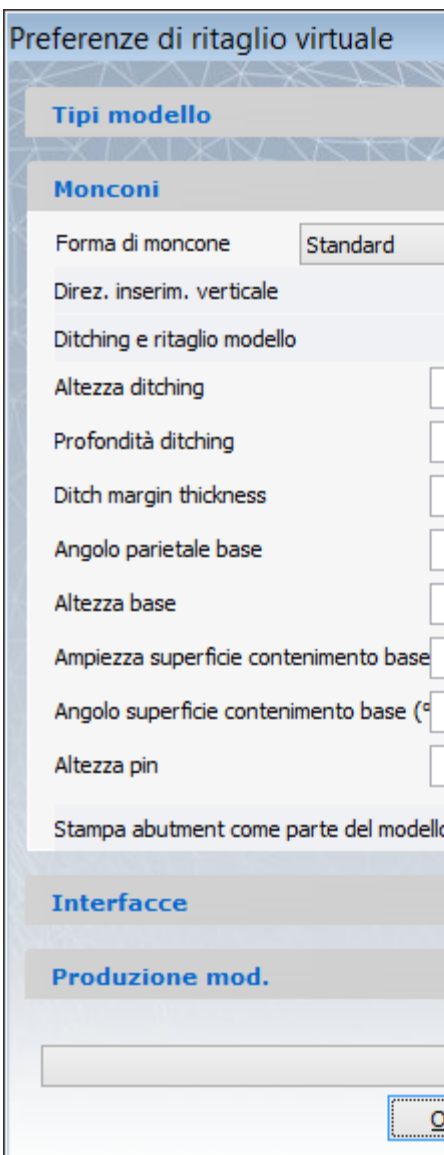 Preferenze di ritaglio virtuale
Tipi modello
Monconi
Forma di moncone Standard
Direz. inserim. verticale
Ditching e ritaglio modello
Altezza ditching
Profondità ditching
Ditch margin thickness
Angolo parietale base
Altezza base
Ampiezza superficie contenimento base
Angolo superficie contenimento base (°
Altezza pin
Stampa abutment come parte del modello
Interfacce
Produzione mod.